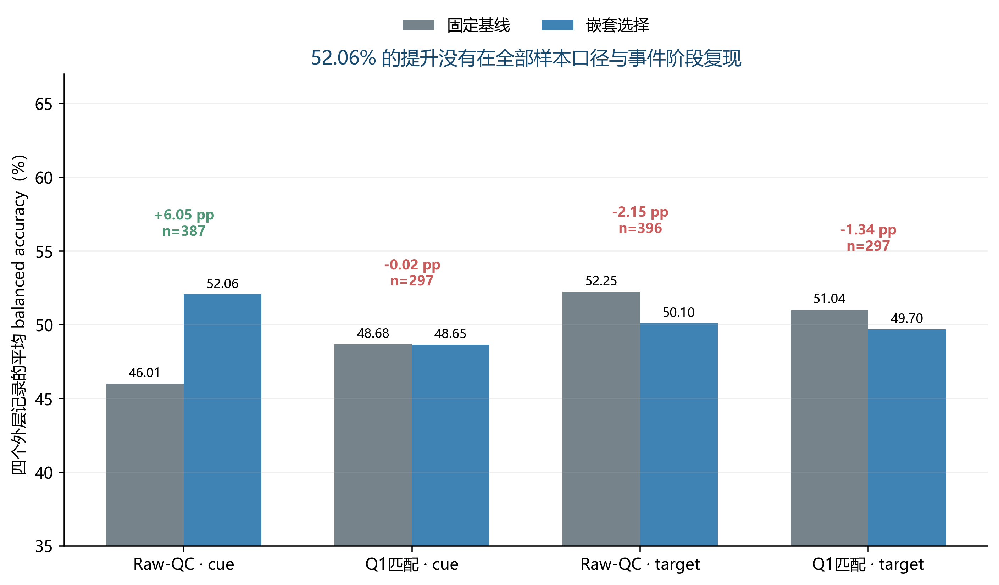 固定基线 嵌套选择
52.06% 的提升没有在全部样本口径与事件阶段复现
四个外层记录的平均 balanced accuracy（%）
65
60
55
50
45
40
35
+6.05 pp
n=387
46.01
52.06
-0.02 pp
n=297
48.68
48.65
-2.15 pp
n=396
52.25
50.10
-1.34 pp
n=297
51.04
49.70
Raw-QC · cue
Q1匹配 · cue
Raw-QC · target
Q1匹配 · target